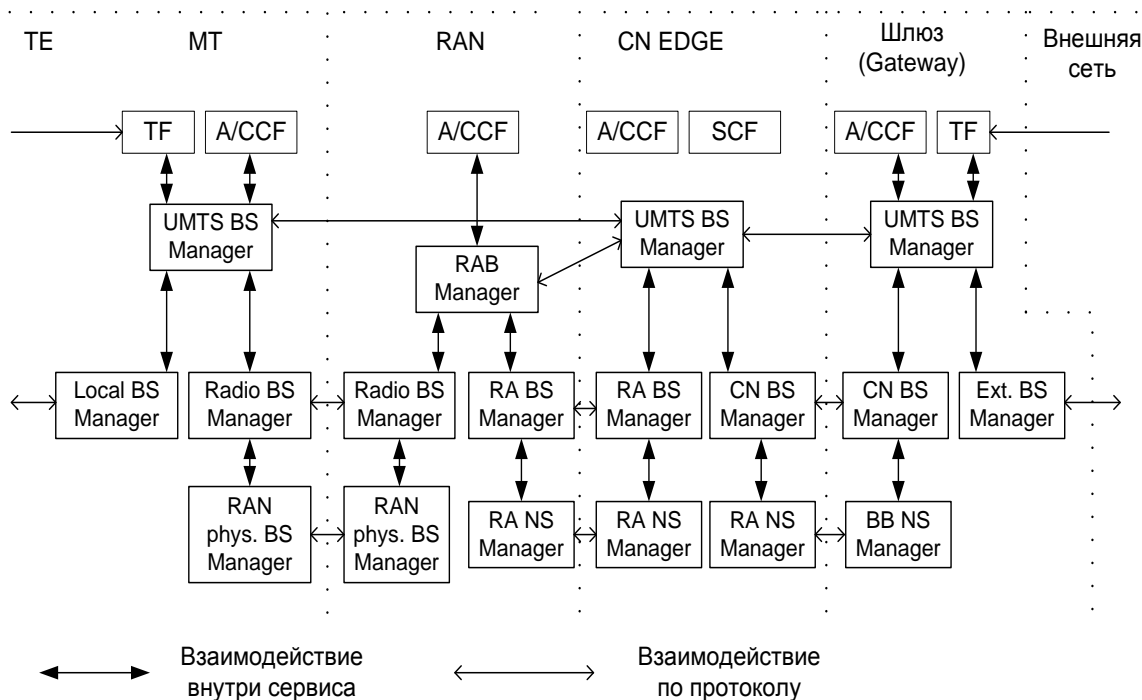 TE MT RAN CN EDGE Шлюз Внешняя
(Gateway) сеть
TF A/CCF A/CCF A/CCF SCF A/CCF TF
UMTS BS UMTS BS UMTS BS
Manager Manager Manager
RAB
Manager
Local BS Radio BS Radio BS RA BS RA BS CN BS CN BS Ext. BS
Manager Manager Manager Manager Manager Manager Manager Manager
RAN RAN RA NS RA NS RA NS BB NS
phys. BS phys. BS Manager Manager Manager Manager
Manager Manager
Взаимодействие Взаимодействие
внутри сервиса по протоколу